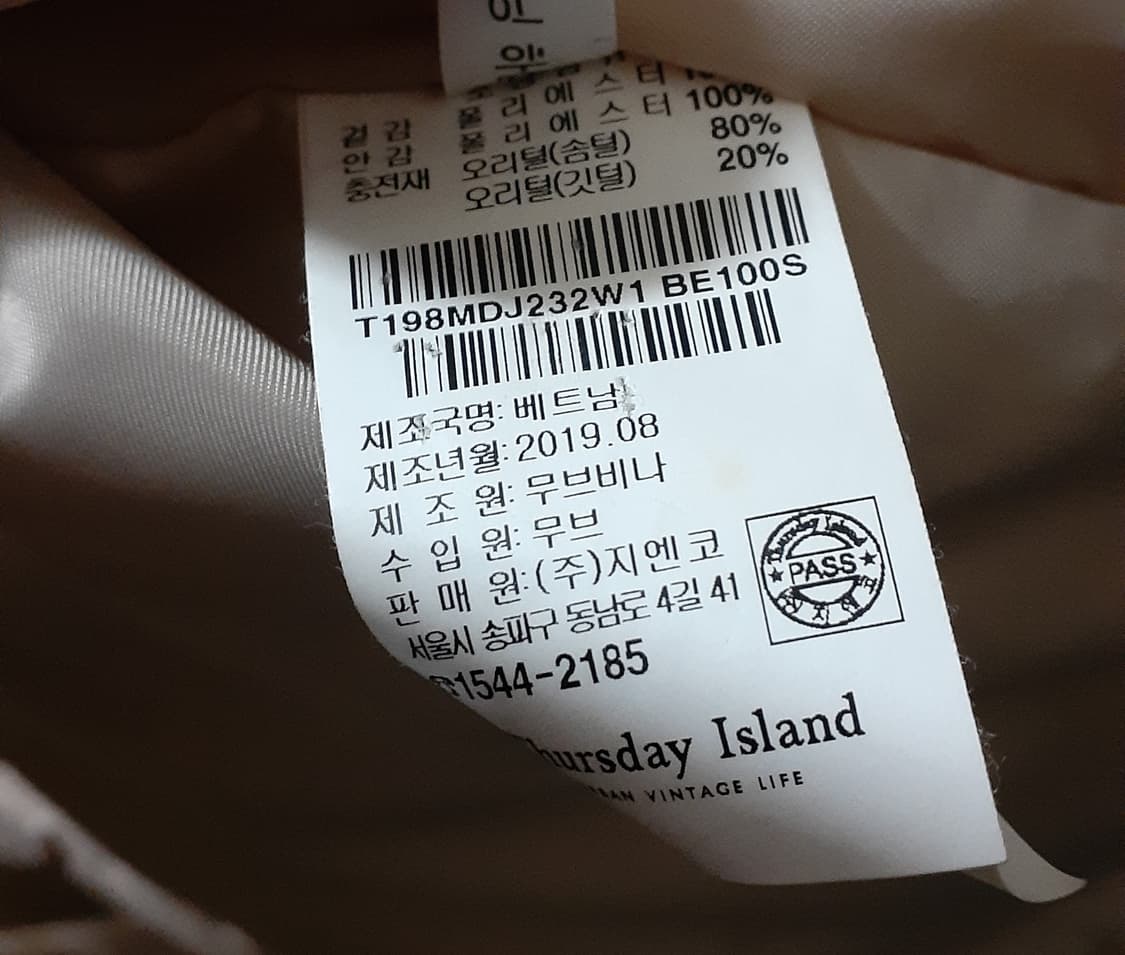 겉 감 폴 리 에 스 터
안 감 폴 리 에 스 터 100%
충전재 오리털(솜털) 80%
오리털(깃털) 20%
T198MDJ232W1 BE100S
제조국명: 베트남
제조년월: 2019.08
제 조 원: 무브비나
수 입 원: 무브
판 매 원: (주)지엔코
서울시 송파구 동남로 4길 41
☎1544-2185
Thursday Island
PASS
Thursday Island
VINTAGE LIFE